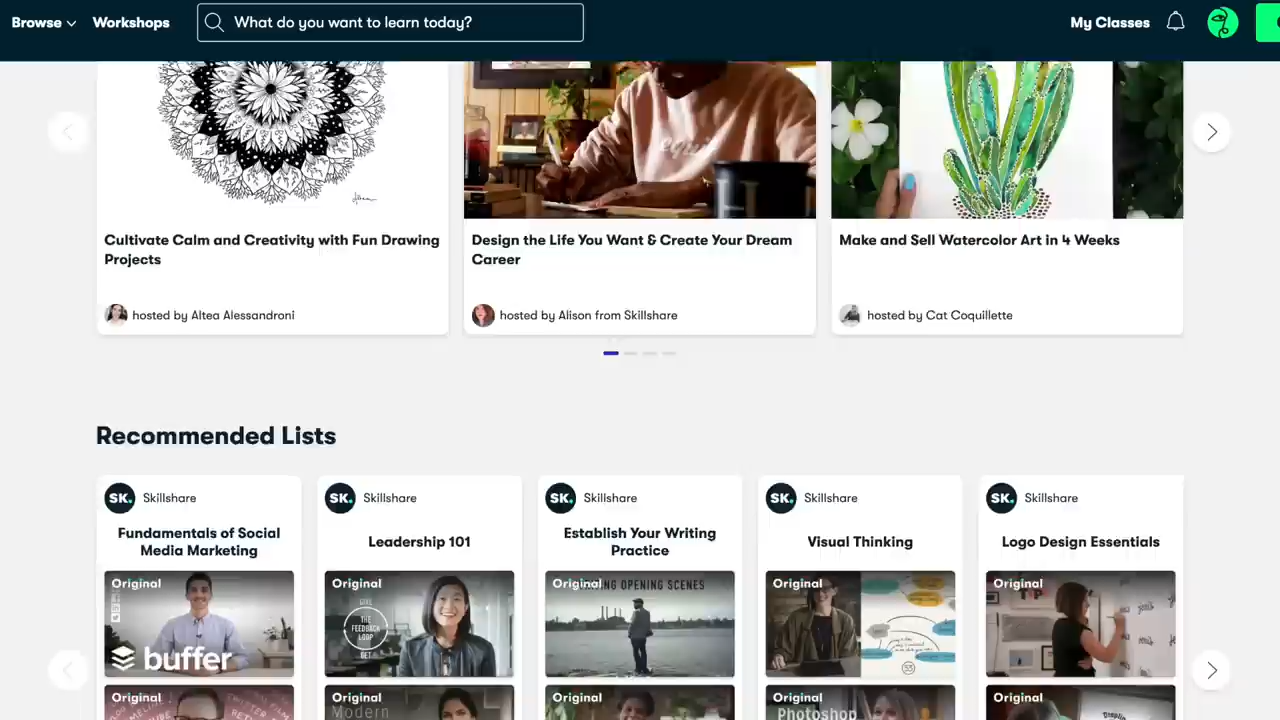 Browse
Workshops
What do you want to learn today?
My Classes
Cultivate Calm and Creativity with Fun Drawing
Projects
hosted by Altea Alessandroni
Design the Life You Want & Create Your Dream
Career
hosted by Alison from Skillshare
Make and Sell Watercolor Art in 4 Weeks
hosted by Cat Coquillette
Recommended Lists
SK.
Skillshare
Fundamentals of Social
Media Marketing
Original
buffer
Original
SK.
Skillshare
Leadership 101
Original
GIVE
THE
FEEDBACK
LOOP
GET
Original
Modern
SK.
Skillshare
Establish Your Writing
Practice
Original
OPENING SCENES
Original
SK.
Skillshare
Visual Thinking
Original
Original
Photoshop
SK.
Skillshare
Logo Design Essentials
Original
Original